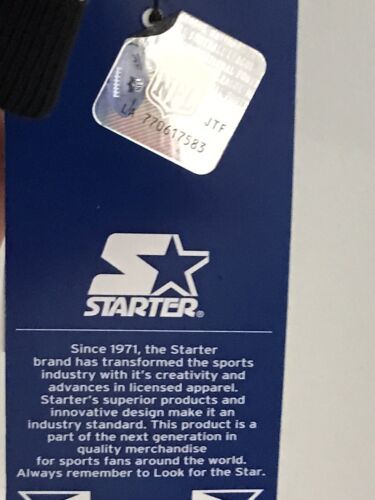 NFL
JTF
LA 770617583
STARTER®
Since 1971, the Starter
brand has transformed the sports
industry with it's creativity and
advances in licensed apparel.
Starter's superior products and
innovative design make it an
industry standard. This product is a
part of the next generation in
quality merchandise
for sports fans around the world.
Always remember to Look for the Star.